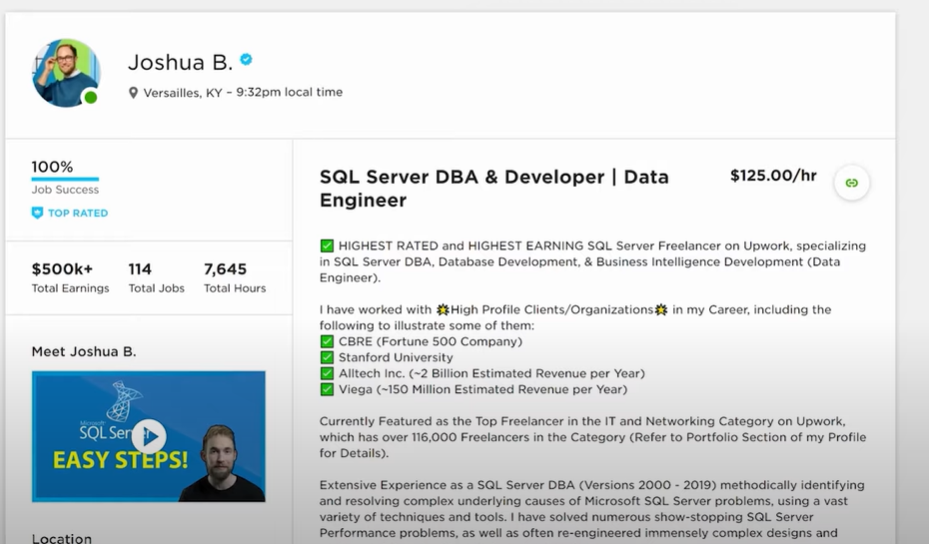 Joshua B.
Versailles, KY – 9:32pm local time
100%
Job Success
TOP RATED
$500k+ 114 7,645
Total Earnings Total Jobs Total Hours
Meet Joshua B.
Microsoft
SQL Server
EASY STEPS!
Location
SQL Server DBA & Developer | Data
Engineer
$125.00/hr
✅ HIGHEST RATED and HIGHEST EARNING SQL Server Freelancer on Upwork, specializing
in SQL Server DBA, Database Development, & Business Intelligence Development (Data
Engineer).
I have worked with 💥High Profile Clients/Organizations💥 in my Career, including the
following to illustrate some of them:
✅ CBRE (Fortune 500 Company)
✅ Stanford University
✅ Alltech Inc. (~2 Billion Estimated Revenue per Year)
✅ Viega (~150 Million Estimated Revenue per Year)
Currently Featured as the Top Freelancer in the IT and Networking Category on Upwork,
which has over 116,000 Freelancers in the Category (Refer to Portfolio Section of my Profile
for Details).
Extensive Experience as a SQL Server DBA (Versions 2000 - 2019) methodically identifying
and resolving complex underlying causes of Microsoft SQL Server problems, using a vast
variety of techniques and tools. I have solved numerous show-stopping SQL Server
Performance problems, as well as often re-engineered immensely complex designs and